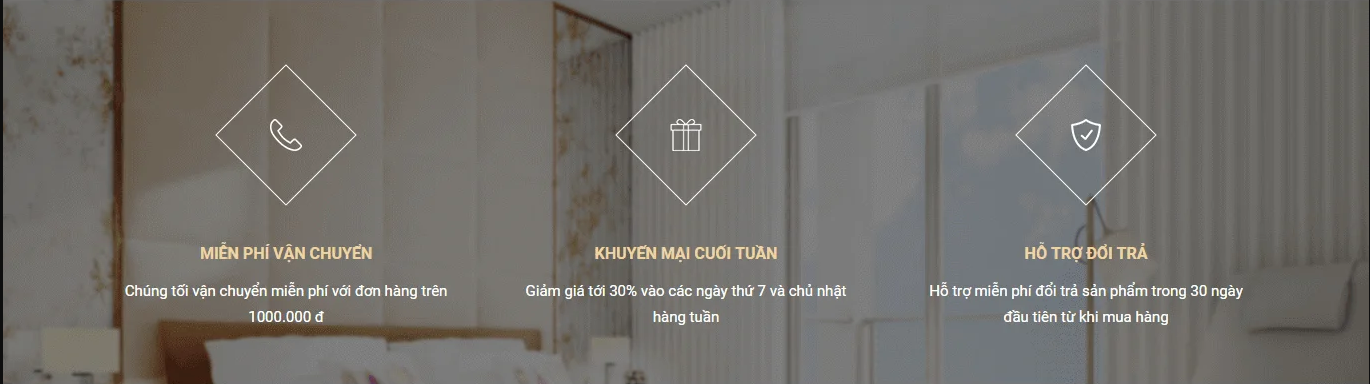 MIỄN PHÍ VẬN CHUYỂN
Chúng tối vận chuyển miễn phí với đơn hàng trên
1000.000 đ
KHUYẾN MẠI CUỐI TUẦN
Giảm giá tới 30% vào các ngày thứ 7 và chủ nhật
hàng tuần
HỖ TRỢ ĐỔI TRẢ
Hỗ trợ miễn phí đổi trả sản phẩm trong 30 ngày
đầu tiên từ khi mua hàng